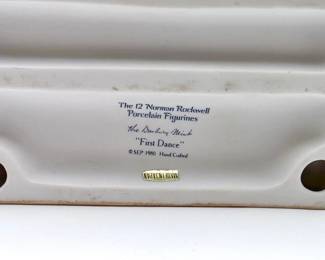 The 12 Norman Rockwell
Porcelain Figurines
The Danbury Mint
"First Dance"
© SEP 1980 Hand Crafted